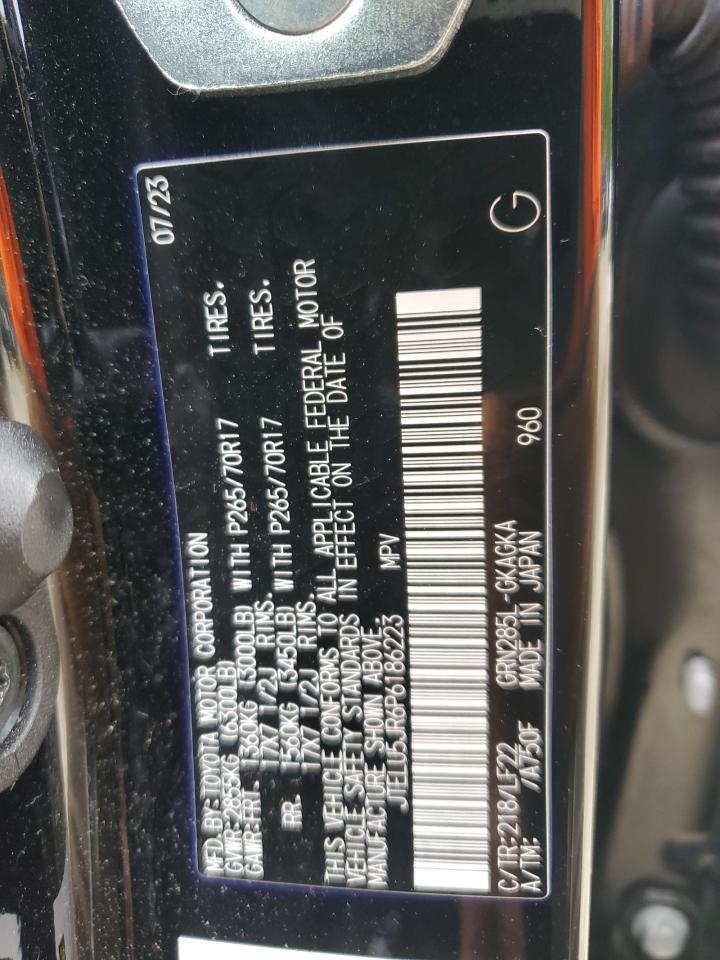 07/23
MFD.BY:TOYOTA MOTOR CORPORATION
GVWR:2855KG (6300LB)
GAWR:FRT. 1360KG (3000LB) WITH P265/70R17 TIRES.
17X7 1/2J RIMS.
RR. 1560KG (3450LB) WITH P265/70R17 TIRES.
17X7 1/2J RIMS.
THIS VEHICLE CONFORMS TO ALL APPLICABLE FEDERAL MOTOR
VEHICLE SAFETY STANDARDS IN EFFECT ON THE DATE OF
MANUFACTURE SHOWN ABOVE.
JTELU5JR6P6186223 MPV
C/TR:218/LF22 GRN285L-GKAGKA 960
A/TM: /A750F MADE IN JAPAN G